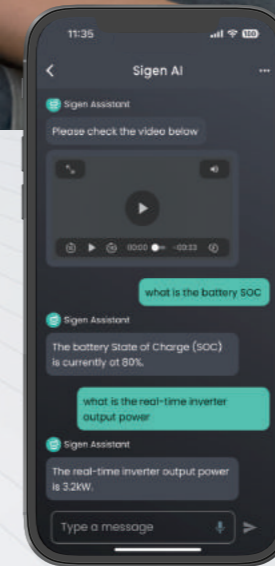 11:35
Sigen AI
Sigen Assistant
Please check the video below
00:00
-03:33
what is the battery SOC
Sigen Assistant
The battery State of Charge (SOC)
is currently at 80%.
what is the real-time inverter
output power
Sigen Assistant
The real-time inverter output power
is 3.2kW.
Type a message